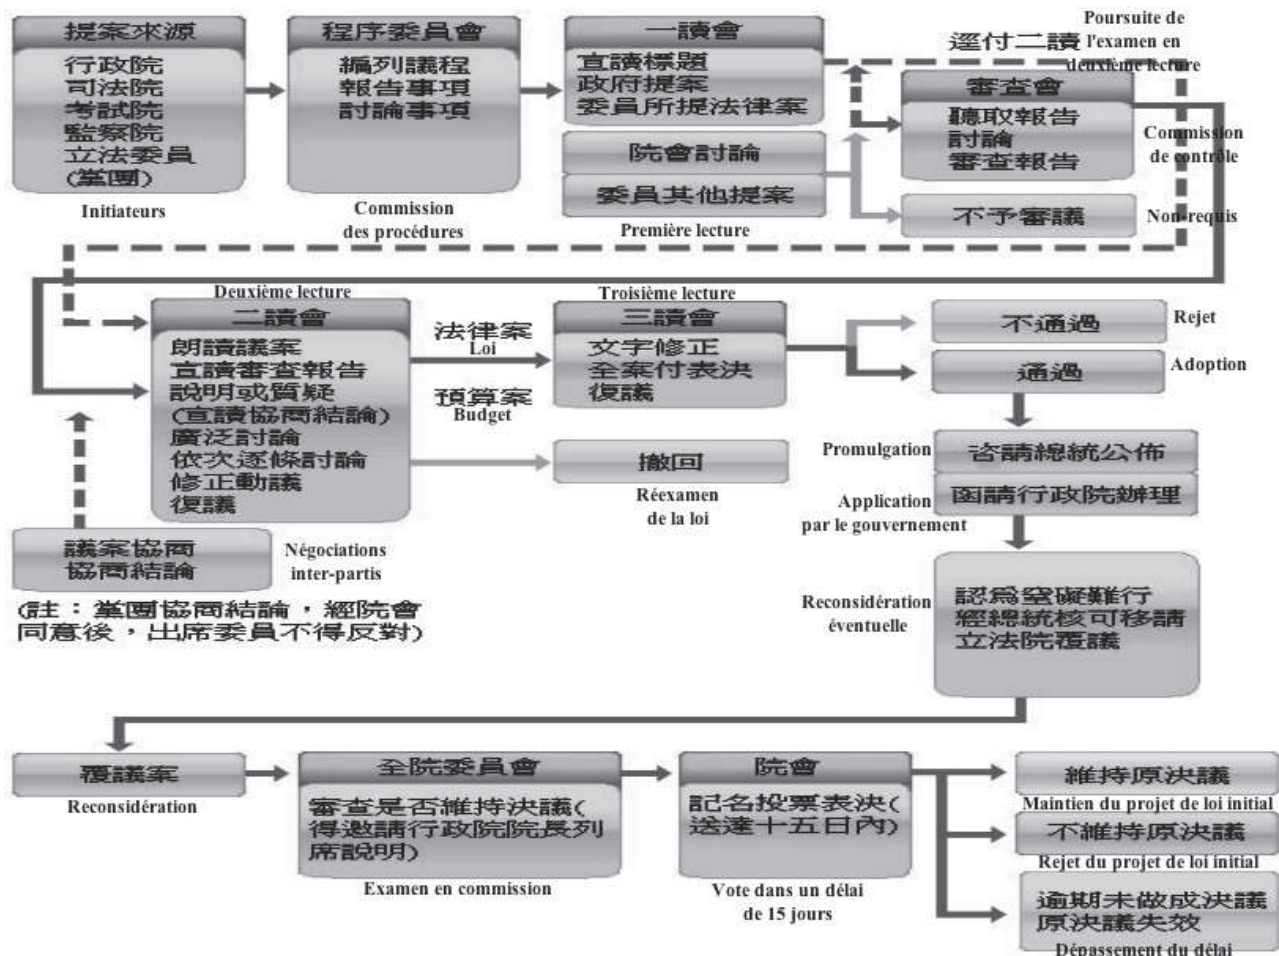 提案來源
行政院
司法院
考試院
監察院
立法委員
(黨團)
Initiateurs
程序委員會
編列議程
報告事項
討論事項
Commission
des procédures
一讀會
宣讀標題
政府提案
委員所提法律案
院會討論
委員其他提案
Première lecture
逕付二讀
Poursuite de
l'examen en
deuxième lecture
審查會
聽取報告
討論
審查報告
Commission
de contrôle
不予審議
Non-requis
Deuxième lecture
二讀會
朗讀議案
宣讀審查報告
說明或質疑
(宣讀協商結論)
廣泛討論
依次逐條討論
修正動議
復議
法律案
Loi
預算案
Budget
Troisième lecture
三讀會
文字修正
全案付表決
復議
撤回
Réexamen
de la loi
不通過
Rejet
通過
Adoption
Promulgation
咨請總統公佈
Application
par le gouvernement
函請行政院辦理
議案協商
協商結論
Négociations
inter-partis
(註：黨團協商結論，經院會
同意後，出席委員不得反對)
Reconsidération
éventuelle
認為窒礙難行
經總統核可移請
立法院覆議
覆議案
Reconsidération
全院委員會
審查是否維持決議(
得邀請行政院院長列
席說明)
Examen en commission
院會
記名投票表決(
送達十五日內)
Vote dans un délai
de 15 jours
維持原決議
Maintien du projet de loi initial
不維持原決議
Rejet du projet de loi initial
逾期未做成決議
原決議失效
Dépassement du délai